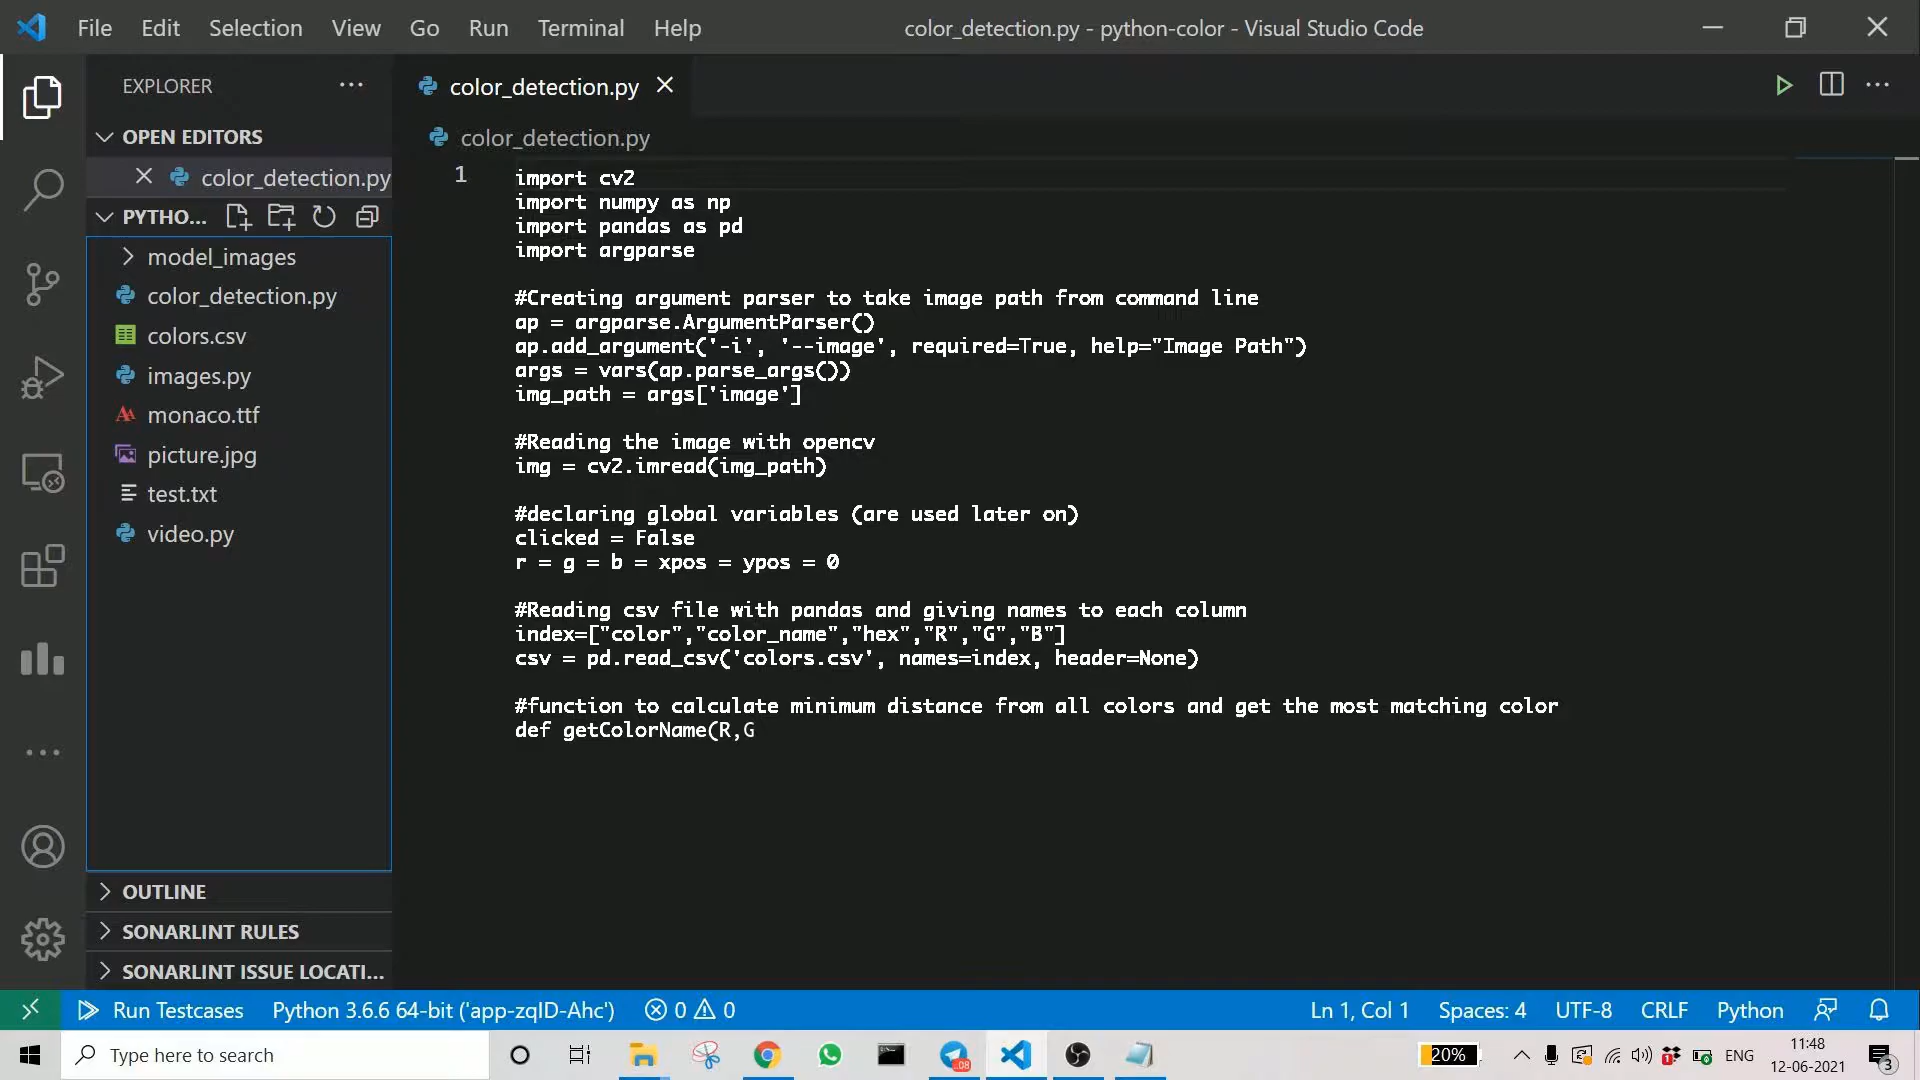 File Edit Selection View Go Run Terminal Help
color_detection.py - python-color - Visual Studio Code
EXPLORER
OPEN EDITORS
color_detection.py
PYTHO...
model_images
color_detection.py
colors.csv
images.py
monaco.ttf
picture.jpg
test.txt
video.py
OUTLINE
SONARLINT RULES
SONARLINT ISSUE LOCATI...
color_detection.py
color_detection.py
1
import cv2
import numpy as np
import pandas as pd
import argparse
#Creating argument parser to take image path from command line
ap = argparse.ArgumentParser()
ap.add_argument('-i', '--image', required=True, help="Image Path")
args = vars(ap.parse_args())
img_path = args['image']
#Reading the image with opencv
img = cv2.imread(img_path)
#declaring global variables (are used later on)
clicked = False
r = g = b = xpos = ypos = 0
#Reading csv file with pandas and giving names to each column
index=["color","color_name","hex","R","G","B"]
csv = pd.read_csv('colors.csv', names=index, header=None)
#function to calculate minimum distance from all colors and get the most matching color
def getColorName(R,G
Run Testcases Python 3.6.6 64-bit ('app-zqID-Ahc') 0 0 Ln 1, Col 1 Spaces: 4 UTF-8 CRLF Python
Type here to search
.08
20%
1
ENG
11:48
12-06-2021
3